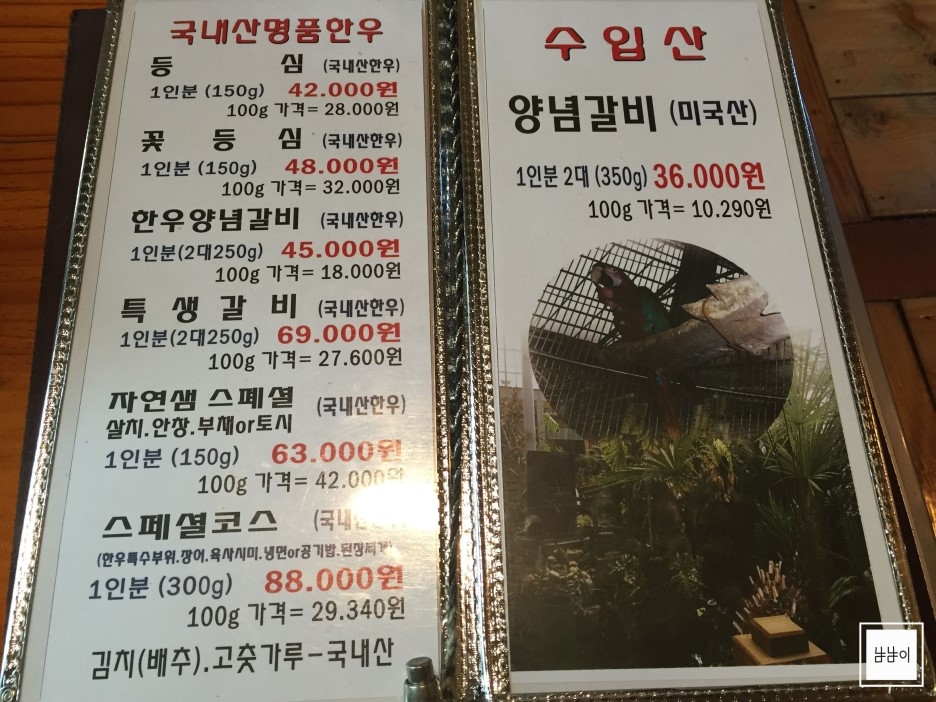 국내산명품한우
등 심 (국내산한우)
1인분 (150g) 42.000원
100g 가격= 28.000원
꽃 등 심 (국내산한우)
1인분 (150g) 48.000원
100g 가격= 32.000원
한우양념갈비 (국내산한우)
1인분(2대250g) 45.000원
100g 가격= 18.000원
특 생 갈 비 (국내산한우)
1인분(2대250g) 69.000원
100g 가격= 27.600원
자연샘 스페셜 (국내산한우)
살치.안창.부채or토시
1인분 (150g) 63.000원
100g 가격= 42.000원
스페셜코스 (국내산한우)
(한우특수부위.장어.육사시미.냉면or공기밥.된장찌개)
1인분 (300g) 88.000원
100g 가격= 29.340원
김치(배추).고춧가루-국내산
수입산
양념갈비 (미국산)
1인분 2대 (350g) 36.000원
100g 가격= 10.290원
냠냠이